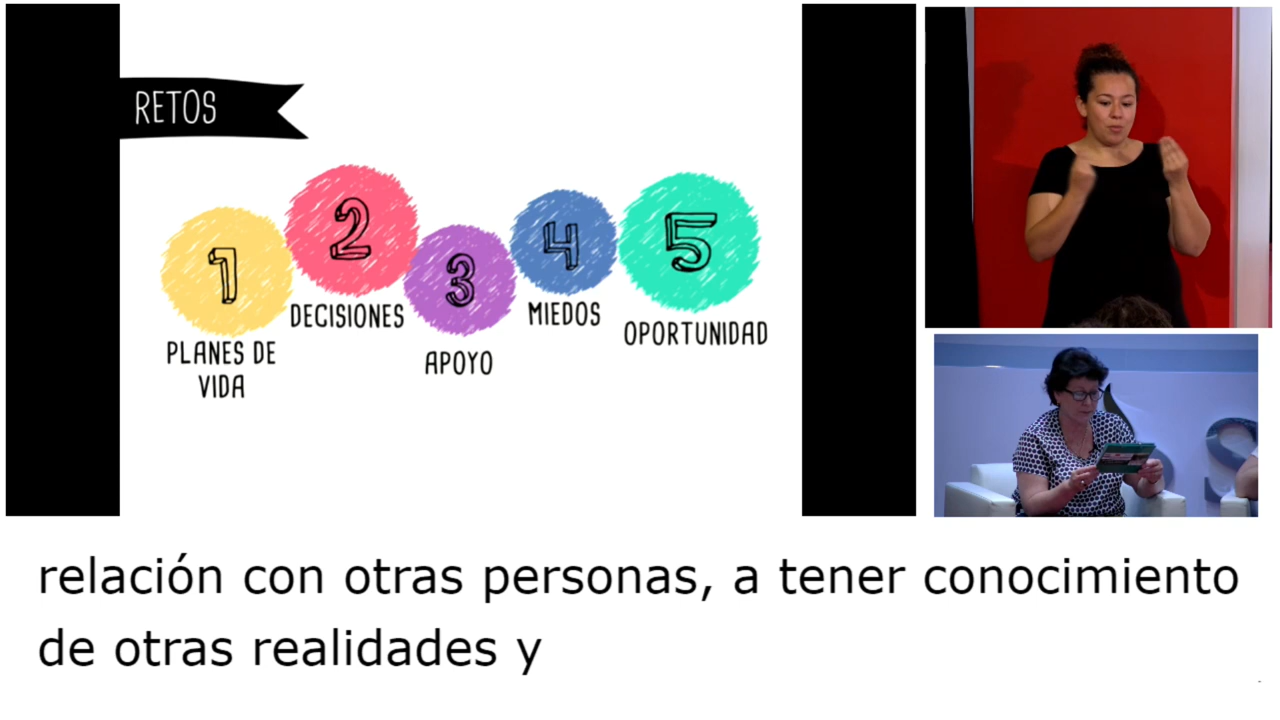 RETOS
1
2
3
4
5
PLANES DE
VIDA
DECISIONES
APOYO
MIEDOS
OPORTUNIDAD
relación con otras personas, a tener conocimiento
de otras realidades y